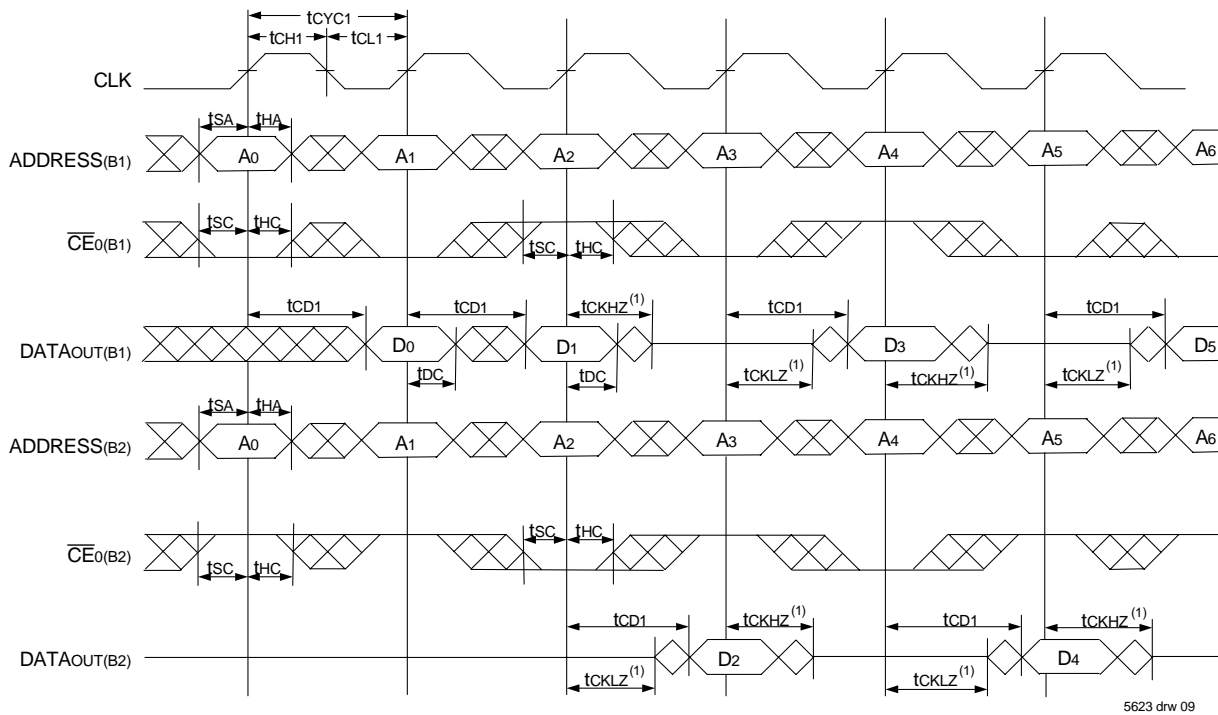 tCYC1
tCH1 tCL1
CLK
tSA tHA
ADDRESS(B1) A0 A1 A2 A3 A4 A5 A6
tSC tHC
CE0(B1)
tSC tHC
tCD1 tCD1 tCKHZ(1) tCD1 tCD1
DATAOUT(B1) D0 D1 D3 D5
tDC tDC tCKLZ(1) tCKHZ(1) tCKLZ(1)
tSA tHA
ADDRESS(B2) A0 A1 A2 A3 A4 A5 A6
tSC tHC
CE0(B2)
tSC tHC
tCD1 tCKHZ(1) tCD1 tCKHZ(1)
DATAOUT(B2) D2 D4
tCKLZ(1) tCKLZ(1)
5623 drw 09